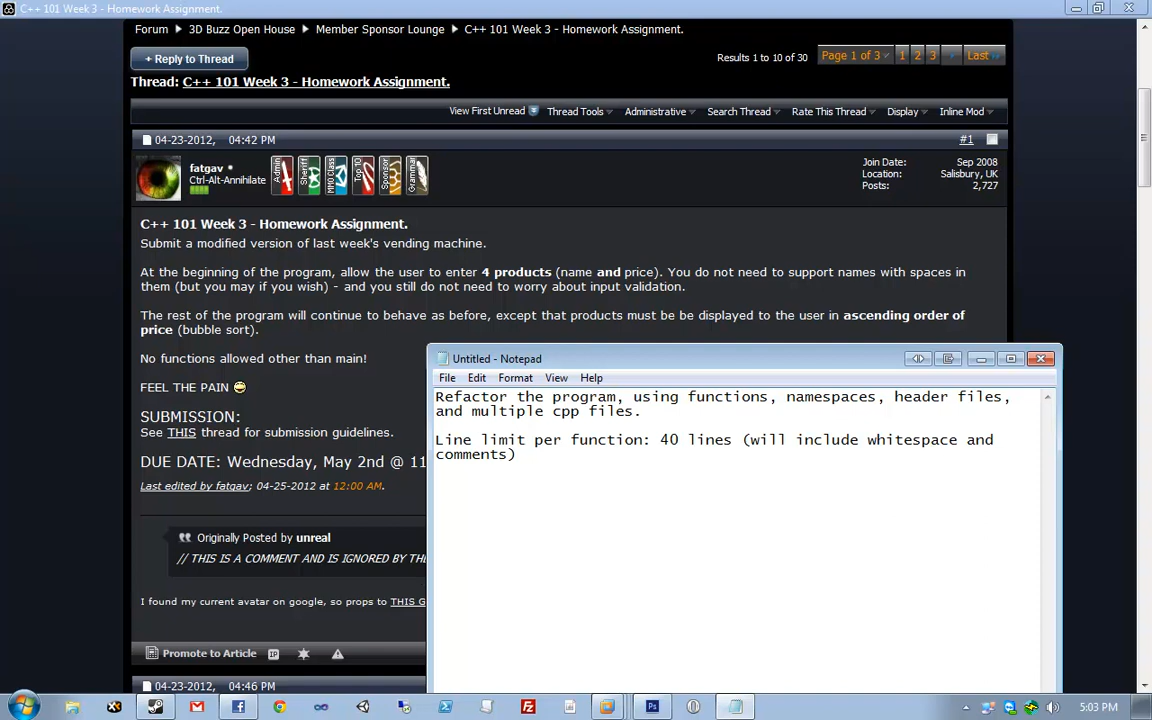 C++ 101 Week 3 - Homework Assignment.
Forum ▸ 3D Buzz Open House ▸ Member Sponsor Lounge ▸ C++ 101 Week 3 - Homework Assignment.
+ Reply to Thread
Results 1 to 10 of 30
Page 1 of 3 1 2 3 Last
Thread: C++ 101 Week 3 - Homework Assignment.
View First Unread Thread Tools Administrative Search Thread Rate This Thread Display Inline Mod
04-23-2012, 04:42 PM
#1
fatgav *
Ctrl-Alt-Annihilate
Admin
Sheriff
MMO Class
Top 10
Sponsor
Grammar
Join Date: Sep 2008
Location: Salisbury, UK
Posts: 2,727
C++ 101 Week 3 - Homework Assignment.
Submit a modified version of last week's vending machine.
At the beginning of the program, allow the user to enter 4 products (name and price). You do not need to support names with spaces in
them (but you may if you wish) - and you still do not need to worry about input validation.
The rest of the program will continue to behave as before, except that products must be be displayed to the user in ascending order of
price (bubble sort).
No functions allowed other than main!
FEEL THE PAIN
SUBMISSION:
See THIS thread for submission guidelines.
DUE DATE: Wednesday, May 2nd @ 11
Last edited by fatgav; 04-25-2012 at 12:00 AM.
Originally Posted by unreal
// THIS IS A COMMENT AND IS IGNORED BY THE
I found my current avatar on google, so props to THIS G
Promote to Article
IP
04-23-2012, 04:46 PM
Untitled - Notepad
File Edit Format View Help
Refactor the program, using functions, namespaces, header files,
and multiple cpp files.
Line limit per function: 40 lines (will include whitespace and
comments)
5:03 PM